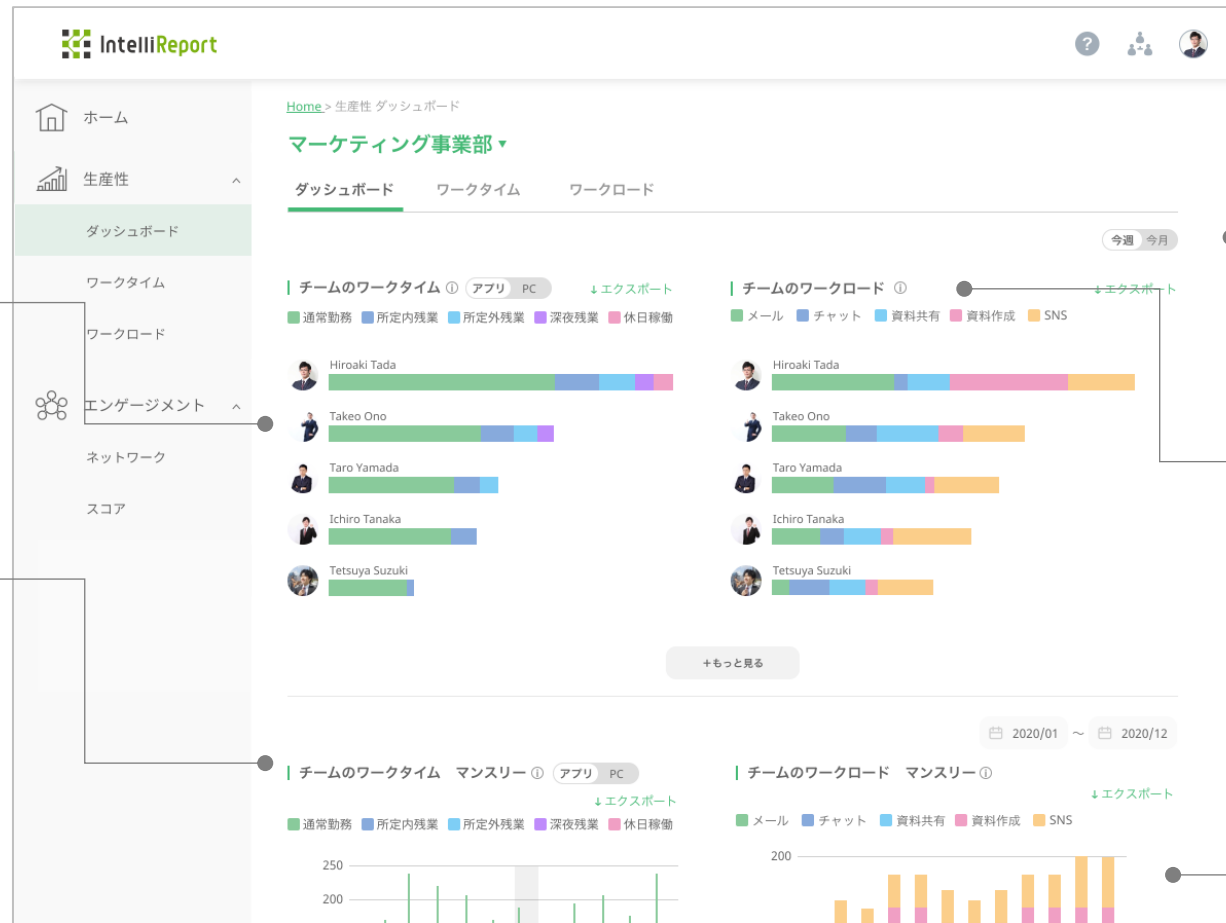 IntelliReport
ホーム
生産性
ダッシュボード
ワークタイム
ワークロード
エンゲージメント
ネットワーク
スコア
Home > 生産性 ダッシュボード
マーケティング事業部
ダッシュボード ワークタイム ワークロード
今週 今月
チームのワークタイム アプリ PC ↓エクスポート
通常勤務 所定内残業 所定外残業 深夜残業 休日稼働
Hiroaki Tada
Takeo Ono
Taro Yamada
Ichiro Tanaka
Tetsuya Suzuki
チームのワークロード ↓エクスポート
メール チャット 資料共有 資料作成 SNS
Hiroaki Tada
Takeo Ono
Taro Yamada
Ichiro Tanaka
Tetsuya Suzuki
+もっと見る
2020/01 ~ 2020/12
チームのワークタイム マンスリー アプリ PC
↓エクスポート
通常勤務 所定内残業 所定外残業 深夜残業 休日稼働
250
200
チームのワークロード マンスリー
↓エクスポート
メール チャット 資料共有 資料作成 SNS
200